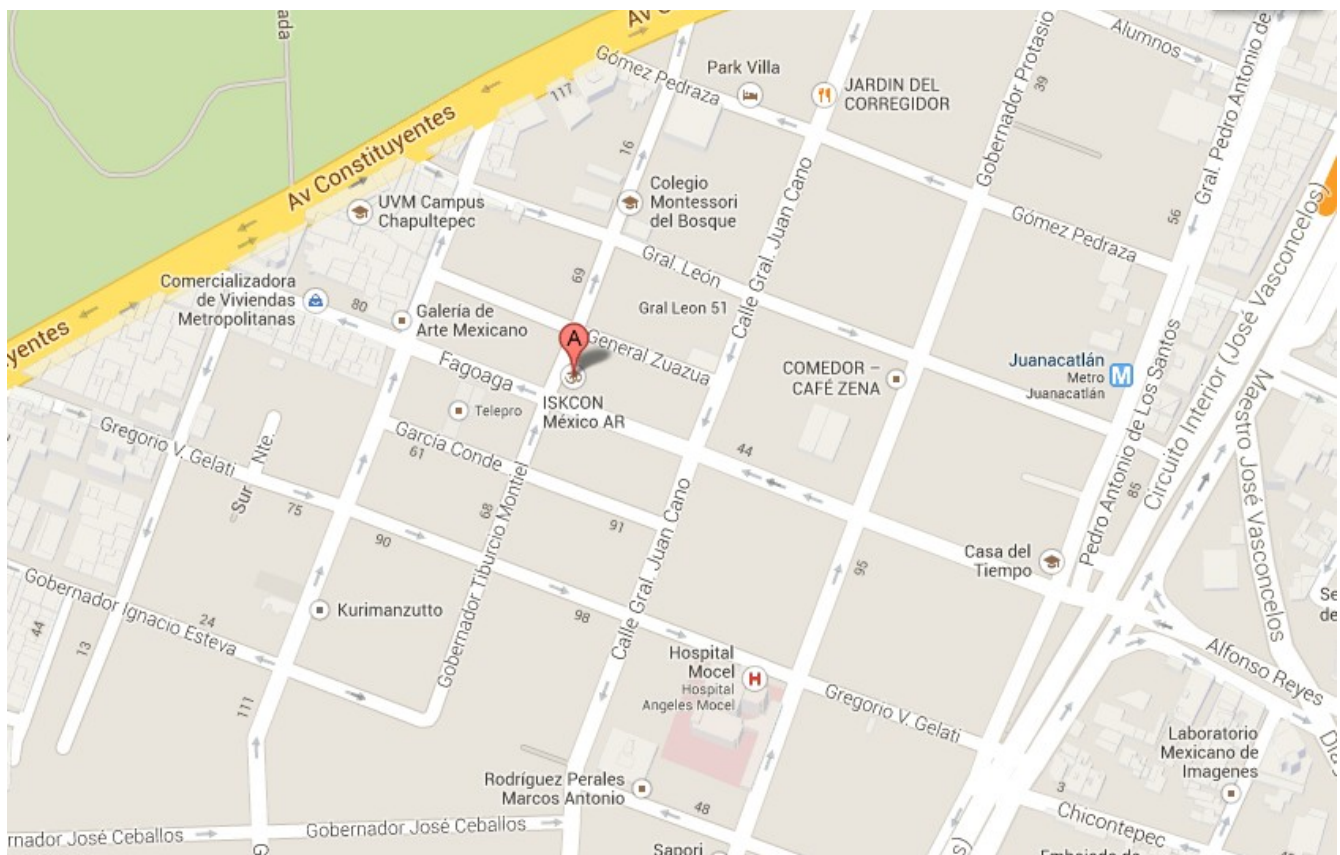 ada
Av C
Alumnos
Gral. Pedro Antonio de
Gobernador Protasio
39
Gómez Pedraza
Park Villa
JARDIN DEL
CORREGIDOR
117
16
Av Constituyentes
UVM Campus
Chapultepec
Colegio
Montessori
del Bosque
Calle Gral. Juan Cano
56
Gómez Pedraza
Circuito Interior (José Vasconcelos)
Comercializadora
de Viviendas
Metropolitanas
80
69
Gral. León
Gral Leon 51
Galería de
Arte Mexicano
A
General Zuazua
yentes
Fagoaga
ISKCON
México AR
Telepro
COMEDOR –
CAFÉ ZENA
Juanacatlán
Metro
Juanacatlán
M
Pedro Antonio de Los Santos
Maestro José Vasconcelos
Gregorio V. Gelati
Sur
Nte.
García Conde
61
44
85
75
68
91
90
Gobernador Tiburcio Montiel
Calle Gral. Juan Cano
95
Casa del
Tiempo
Se
de
Gobernador Ignacio Esteva
24
44
13
Kurimanzutto
98
Hospital
Mocel
Hospital
Angeles Mocel
H
Gregorio V. Gelati
Alfonso Reyes
111
Laboratorio
Mexicano de
Imagenes
Rodríguez Perales
Marcos Antonio
48
3
Chicontepec
rnador José Ceballos
G
Gobernador José Ceballos
Sapori
s)